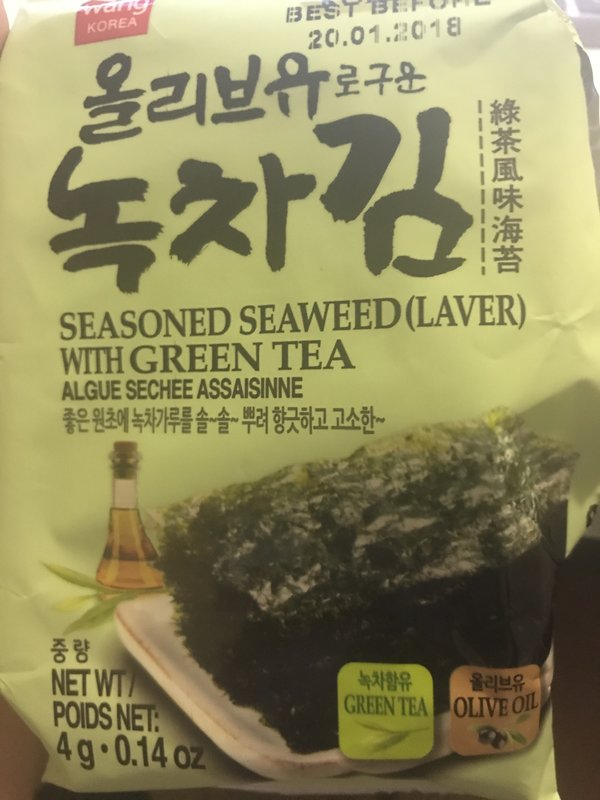 wang
KOREA
BEST BEFORE
20.01.2018
올리브유로구운
녹차김
綠茶風味海苔
SEASONED SEAWEED (LAVER)
WITH GREEN TEA
ALGUE SECHEE ASSAISINNE
좋은 원초에 녹차가루를 솔~솔~ 뿌려 향긋하고 고소한~
중량
NET WT/
POIDS NET:
4 g • 0.14 oz
녹차함유
GREEN TEA
올리브유
OLIVE OIL